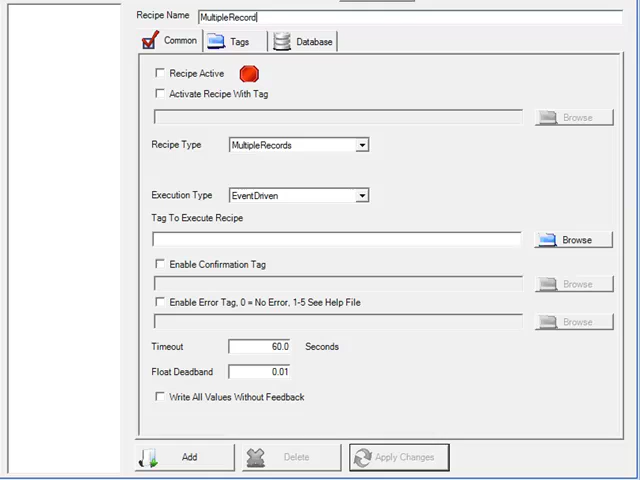 Recipe Name MultipleRecord
Common Tags Database
Recipe Active
Activate Recipe With Tag
Browse
Recipe Type MultipleRecords
Execution Type EventDriven
Tag To Execute Recipe
Browse
Enable Confirmation Tag
Browse
Enable Error Tag, 0 = No Error, 1-5 See Help File
Browse
Timeout 60.0 Seconds
Float Deadband 0.01
Write All Values Without Feedback
Add Delete Apply Changes